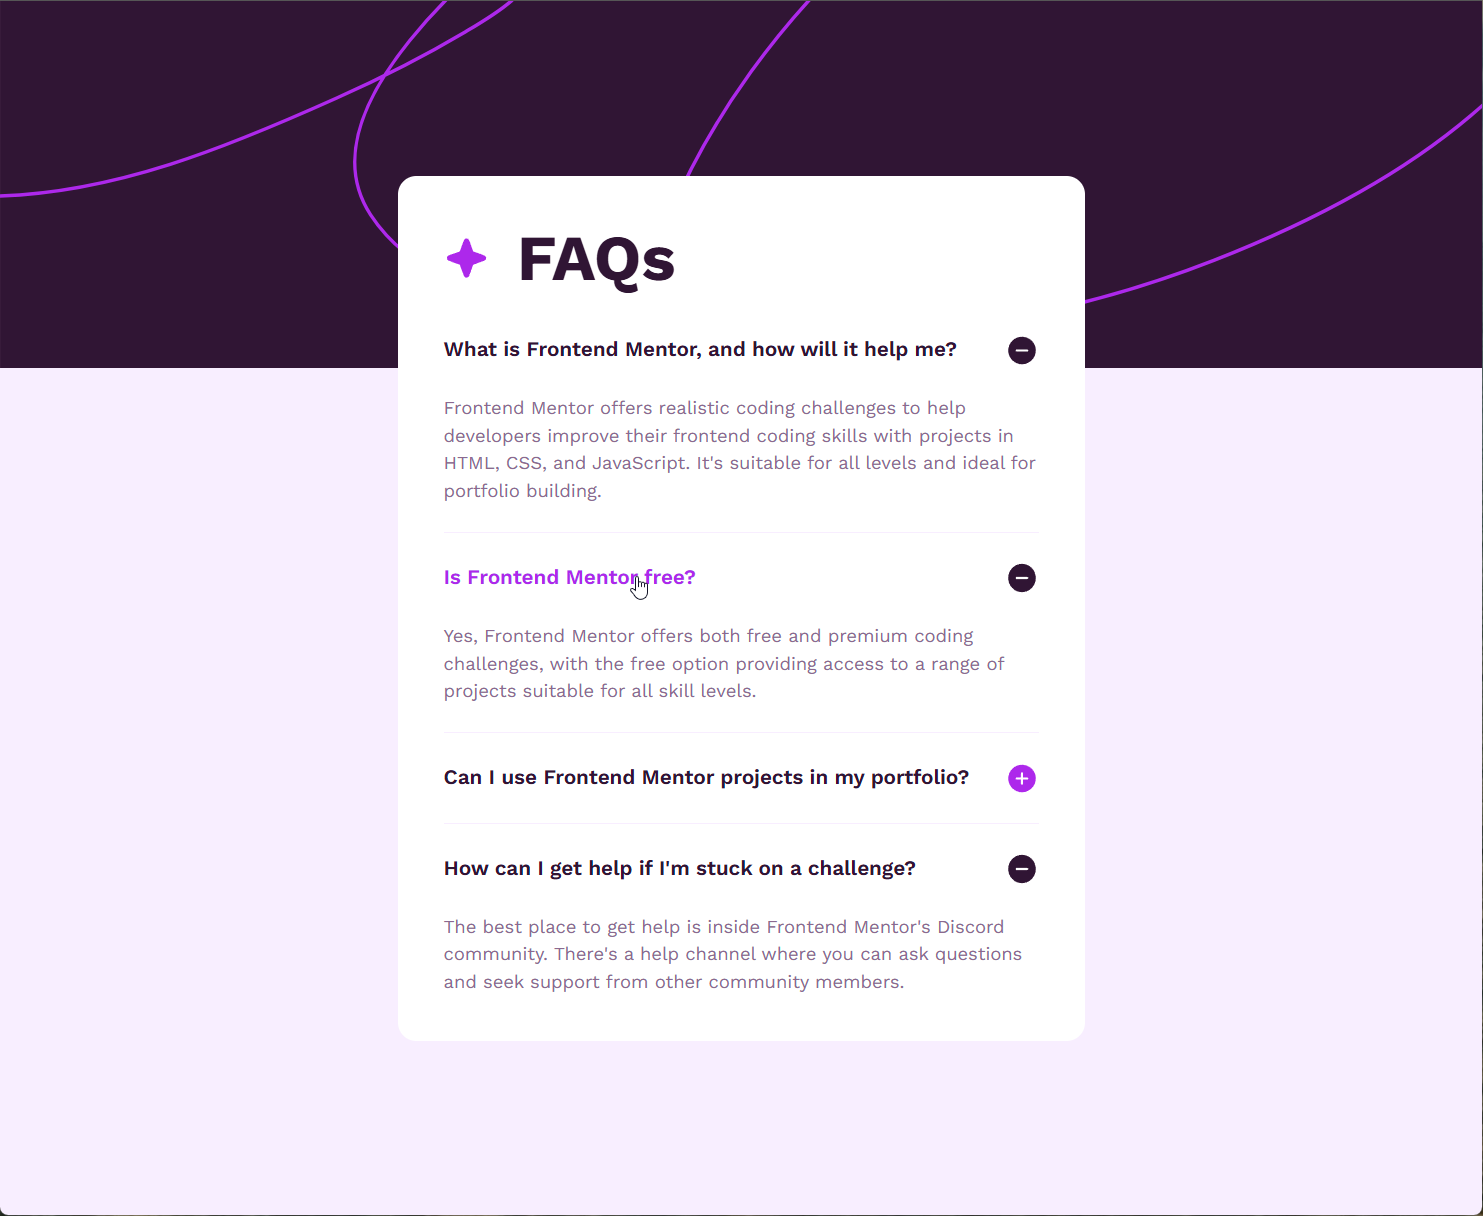 FAQs
What is Frontend Mentor, and how will it help me?
Frontend Mentor offers realistic coding challenges to help
developers improve their frontend coding skills with projects in
HTML, CSS, and JavaScript. It's suitable for all levels and ideal for
portfolio building.
Is Frontend Mentor free?
Yes, Frontend Mentor offers both free and premium coding
challenges, with the free option providing access to a range of
projects suitable for all skill levels.
Can I use Frontend Mentor projects in my portfolio?
How can I get help if I'm stuck on a challenge?
The best place to get help is inside Frontend Mentor's Discord
community. There's a help channel where you can ask questions
and seek support from other community members.